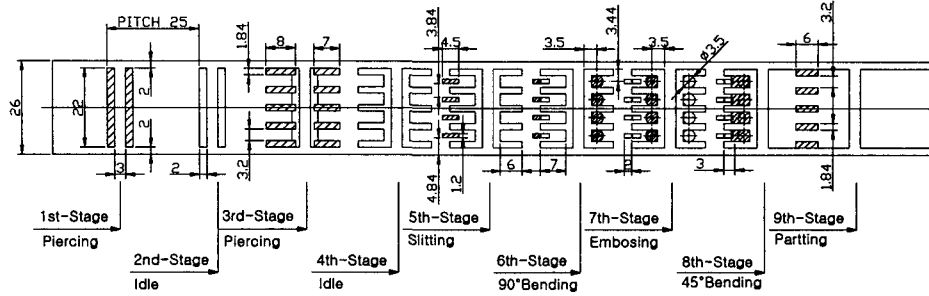 PITCH 25
1.84
8
7
3.84
4.5
3.5
3.44
3.5
ø3.5
3.2
6
26
22
2
2
3
2
3.2
4.84
1.2
6
7
2
3
1.84
1st-Stage
Piercing
2nd-Stage
Idle
3rd-Stage
Piercing
4th-Stage
Idle
5th-Stage
Slitting
6th-Stage
90°Bending
7th-Stage
Embosing
8th-Stage
45°Bending
9th-Stage
Partting